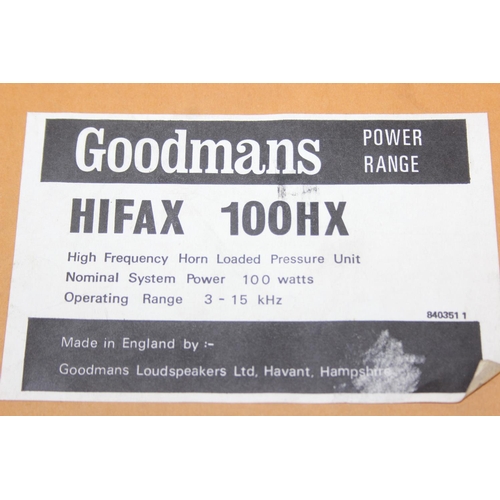 Goodmans POWER RANGE
HIFAX 100HX
High Frequency Horn Loaded Pressure Unit
Nominal System Power 100 watts
Operating Range 3 - 15 kHz
840351 1
Made in England by :-
Goodmans Loudspeakers Ltd, Havant, Hampshire